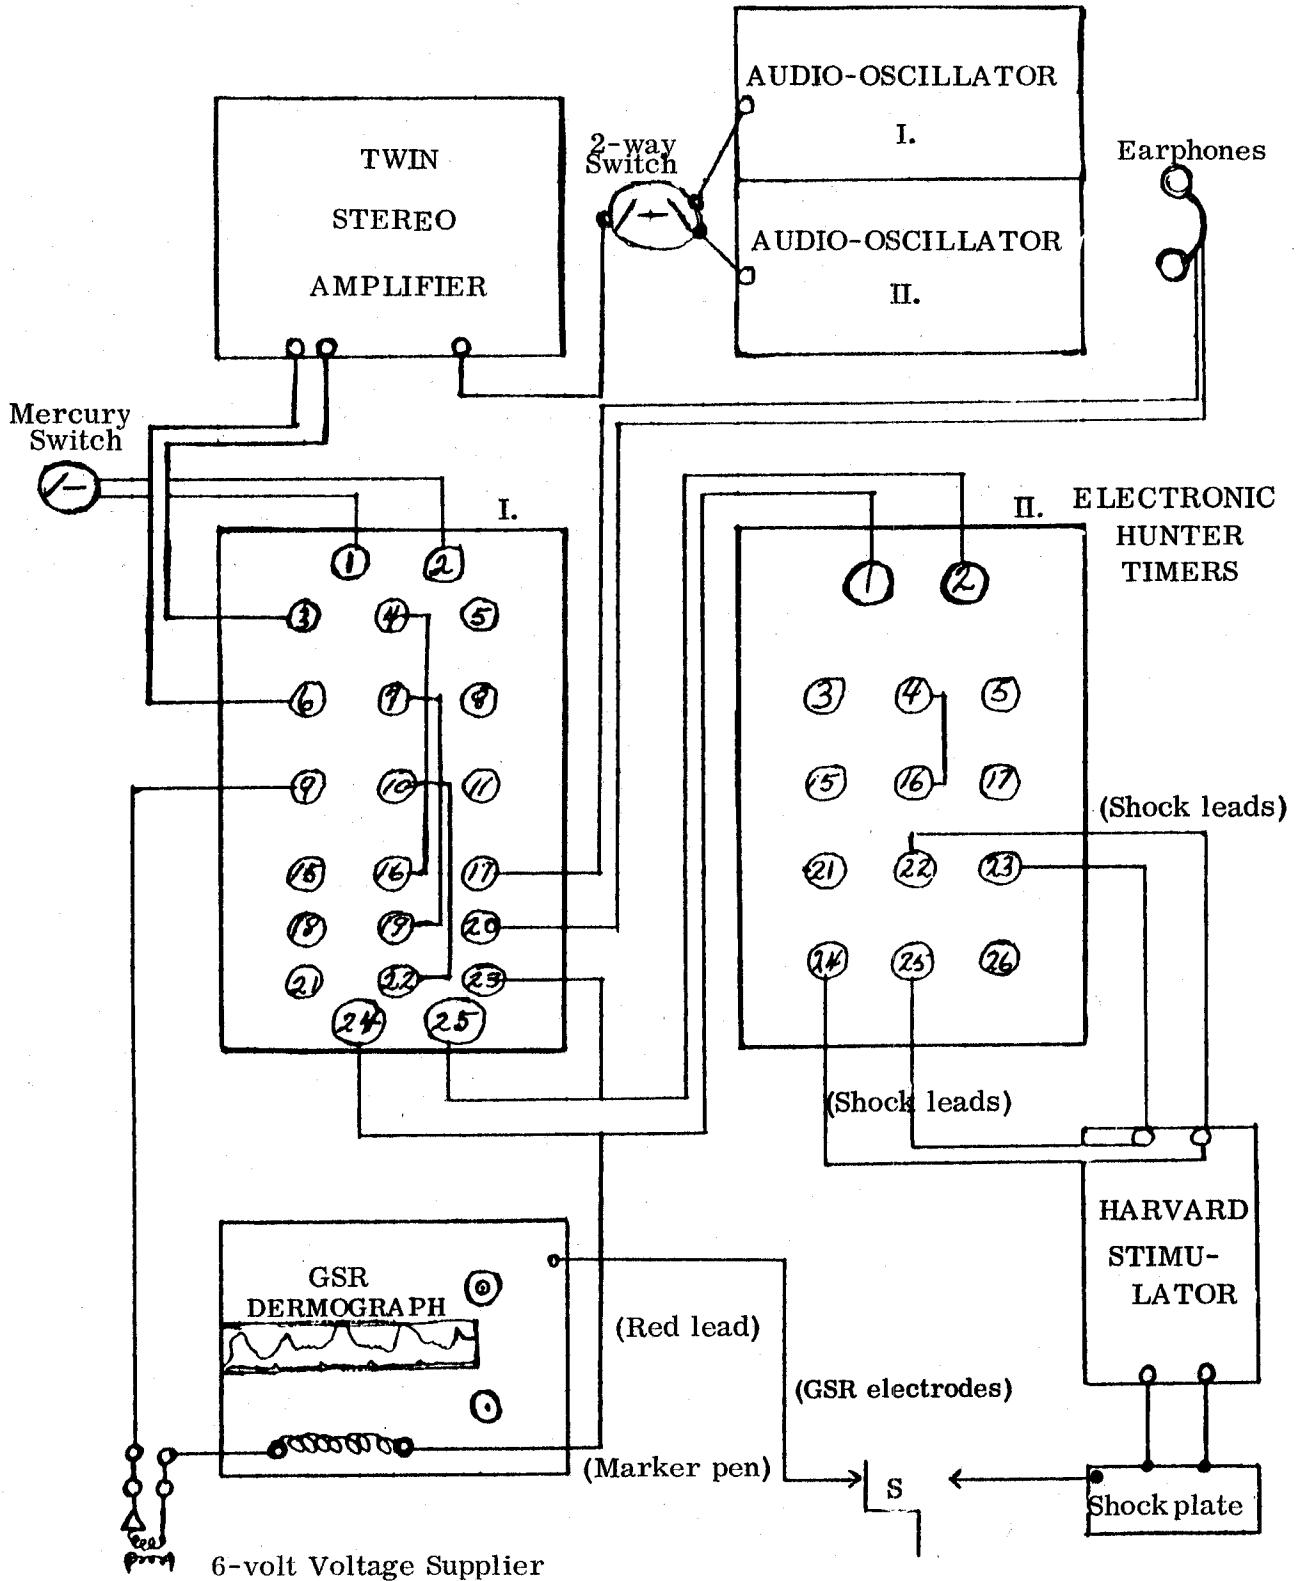 AUDIO-OSCILLATOR
I.
TWIN
STEREO
AMPLIFIER
2-way
Switch
AUDIO-OSCILLATOR
II.
Earphones
Mercury
Switch
I.
II.
ELECTRONIC
HUNTER
TIMERS
1 2
3 4 5
6 7 8
9 10 11
15 16 17
18 19 20
21 22 23
24 25
1 2
3 4 5
15 16 17
21 22 23
24 25 26
(Shock leads)
(Shock leads)
HARVARD
STIMU-
LATOR
GSR
DERMOGRAPH
(Red lead)
(GSR electrodes)
(Marker pen)
S
Shock plate
6-volt Voltage Supplier